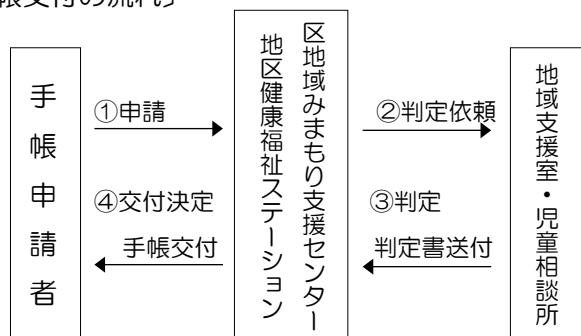 帳交付の流れ
手帳申請者
①申請
④交付決定
手帳交付
区地域みまもり支援センター
地区健康福祉ステーション
②判定依頼
③判定
判定書送付
地域支援室・児童相談所